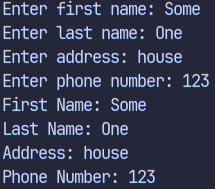 Enter first name: Some
Enter last name: One
Enter address: house
Enter phone number: 123
First Name: Some
Last Name: One
Address: house
Phone Number: 123